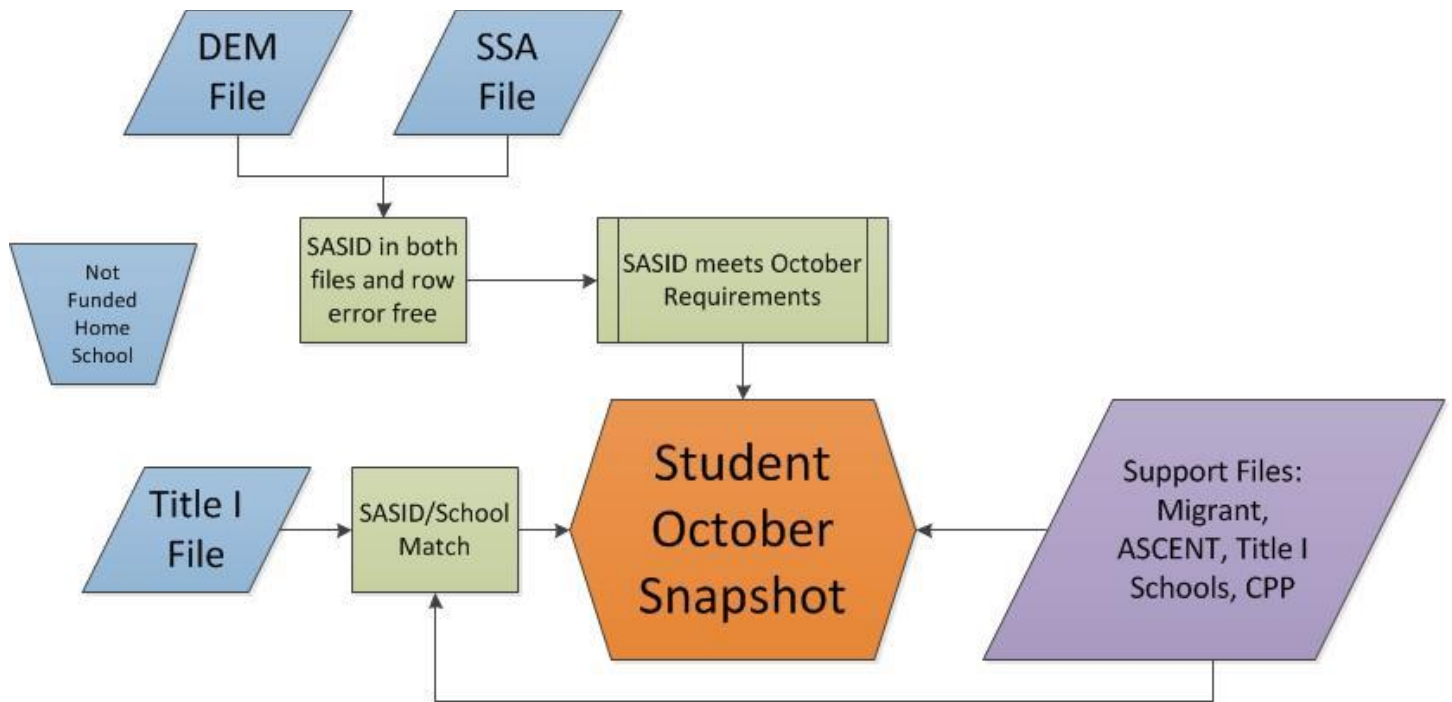 DEM
File
SSA
File
SASID in both
files and row
error free
SASID meets October
Requirements
Not
Funded
Home
School
Title I
File
SASID/School
Match
Student
October
Snapshot
Support Files:
Migrant,
ASCENT, Title I
Schools, CPP